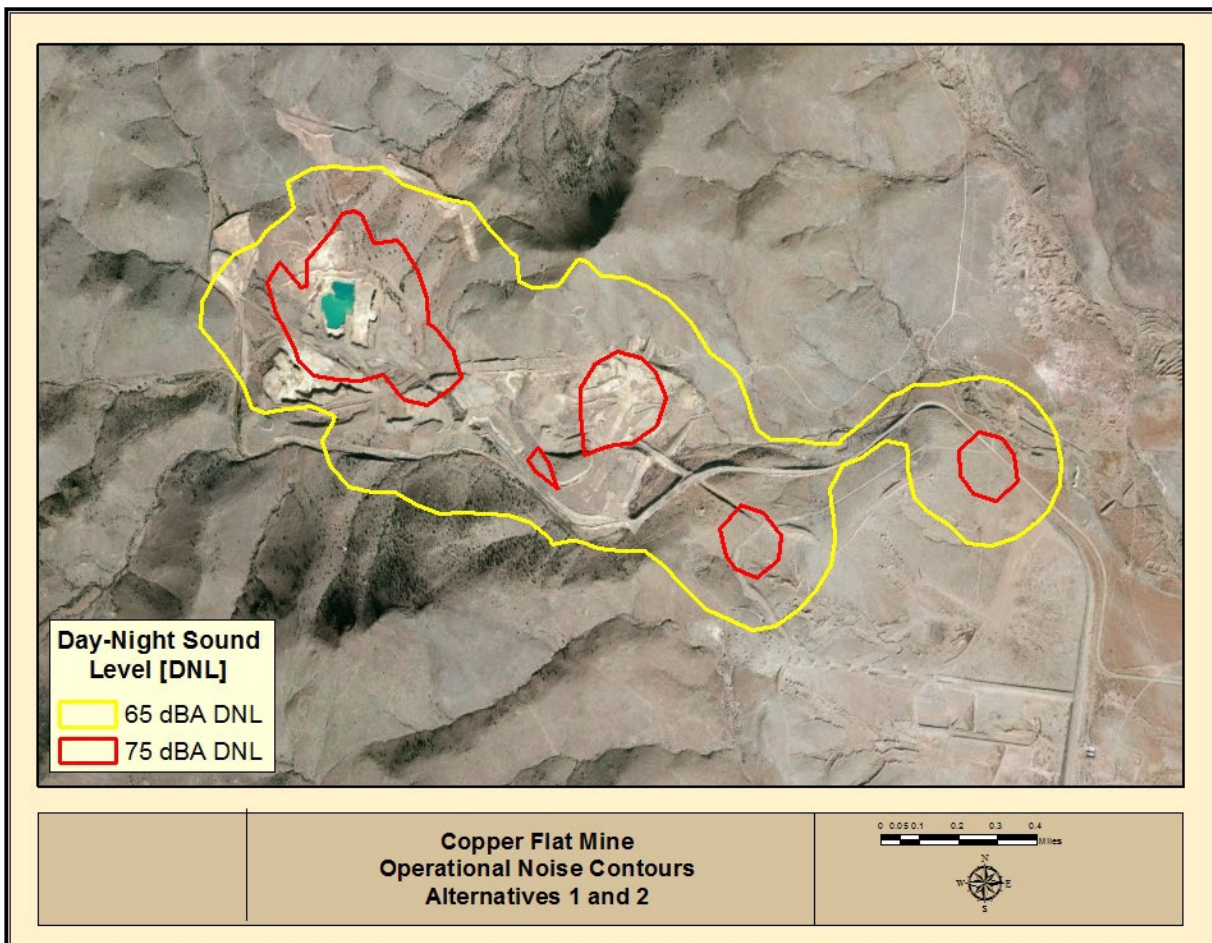 Day-Night Sound
Level [DNL]
65 dBA DNL
75 dBA DNL
Copper Flat Mine
Operational Noise Contours
Alternatives 1 and 2
0 0.05 0.1 0.2 0.3 0.4
Miles
N
W E
S